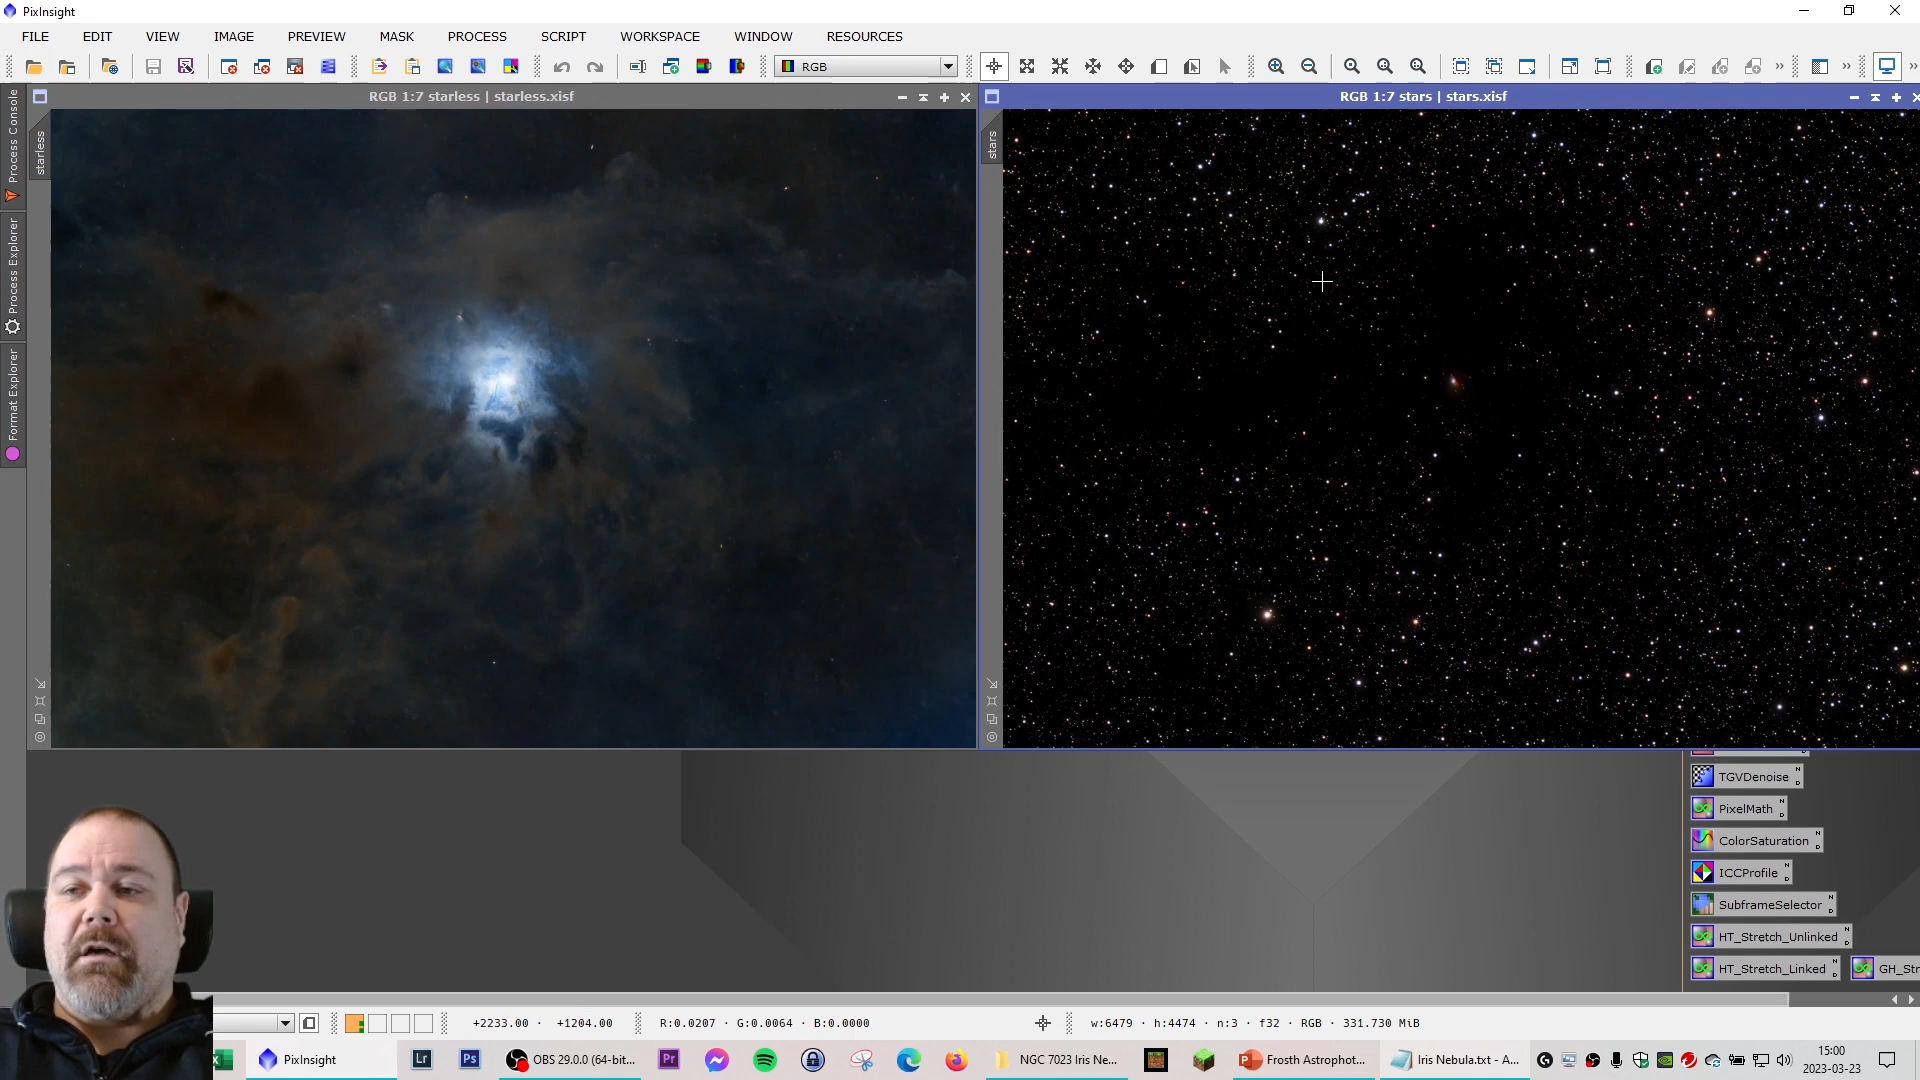 PixInsight
FILE EDIT VIEW IMAGE PREVIEW MASK PROCESS SCRIPT WORKSPACE WINDOW RESOURCES
RGB
RGB 1:7 starless | starless.xisf
RGB 1:7 stars | stars.xisf
Process Console
Process Explorer
Format Explorer
starless
stars
TGVDenoise
PixelMath
ColorSaturation
ICCProfile
SubframeSelector
HT_Stretch_Unlinked
HT_Stretch_Linked
GH_Str
+2233.00 · +1204.00
R:0.0207 · G:0.0064 · B:0.0000
w:6479 · h:4474 · n:3 · f32 · RGB · 331.730 MiB
PixInsight
Lr
Ps
OBS 29.0.0 (64-bit...
Pr
NGC 7023 Iris Ne...
Frosth Astrophot...
Iris Nebula.txt - A...
15:00
2023-03-23